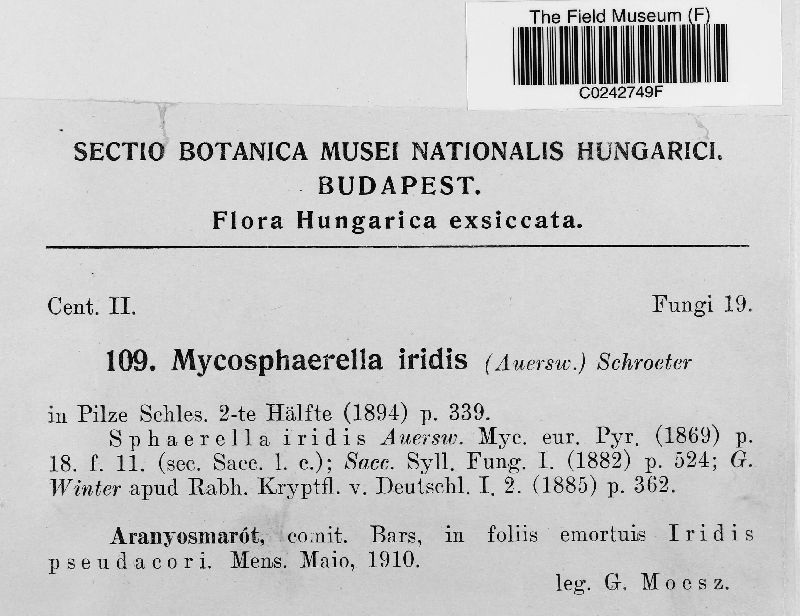 The Field Museum (F)
C0242749F
SECTIO BOTANICA MUSEI NATIONALIS HUNGARICI.
BUDAPEST.
Flora Hungarica exsiccata.
Cent. II. Fungi 19.
109. Mycosphaerella iridis (Auersw.) Schroeter
in Pilze Schles. 2-te Hälfte (1894) p. 339.
Sphaerella iridis Auersw. Myc. eur. Pyr. (1869) p.
18. f. 11. (sec. Sacc. l. c.); Sacc. Syll. Fung. I. (1882) p. 524; G.
Winter apud Rabh. Kryptfl. v. Deutschl. I. 2. (1885) p. 362.
Aranyosmarót, comit. Bars, in foliis emortuis Iridis
pseudacori. Mens. Maio, 1910.
leg. G. Moesz.